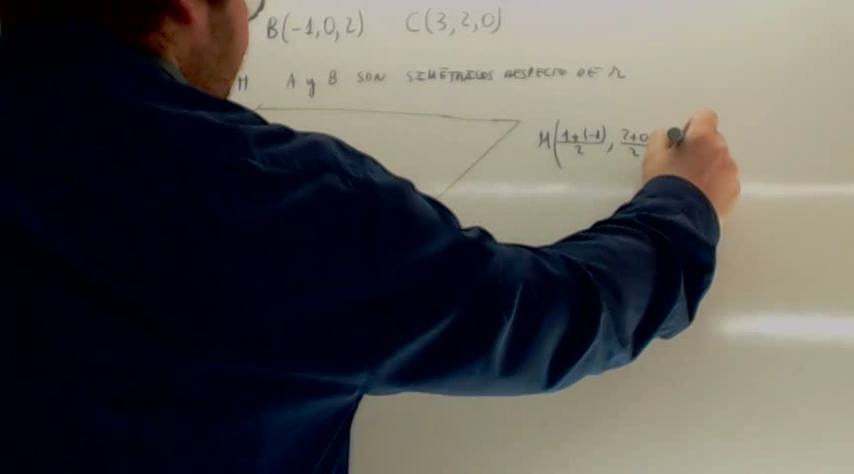 B(-1,0,2) C(3,2,0)
A y B SON SIMÉTRICOS RESPECTO DE r
M(1+(-1)/2, 2+0/2